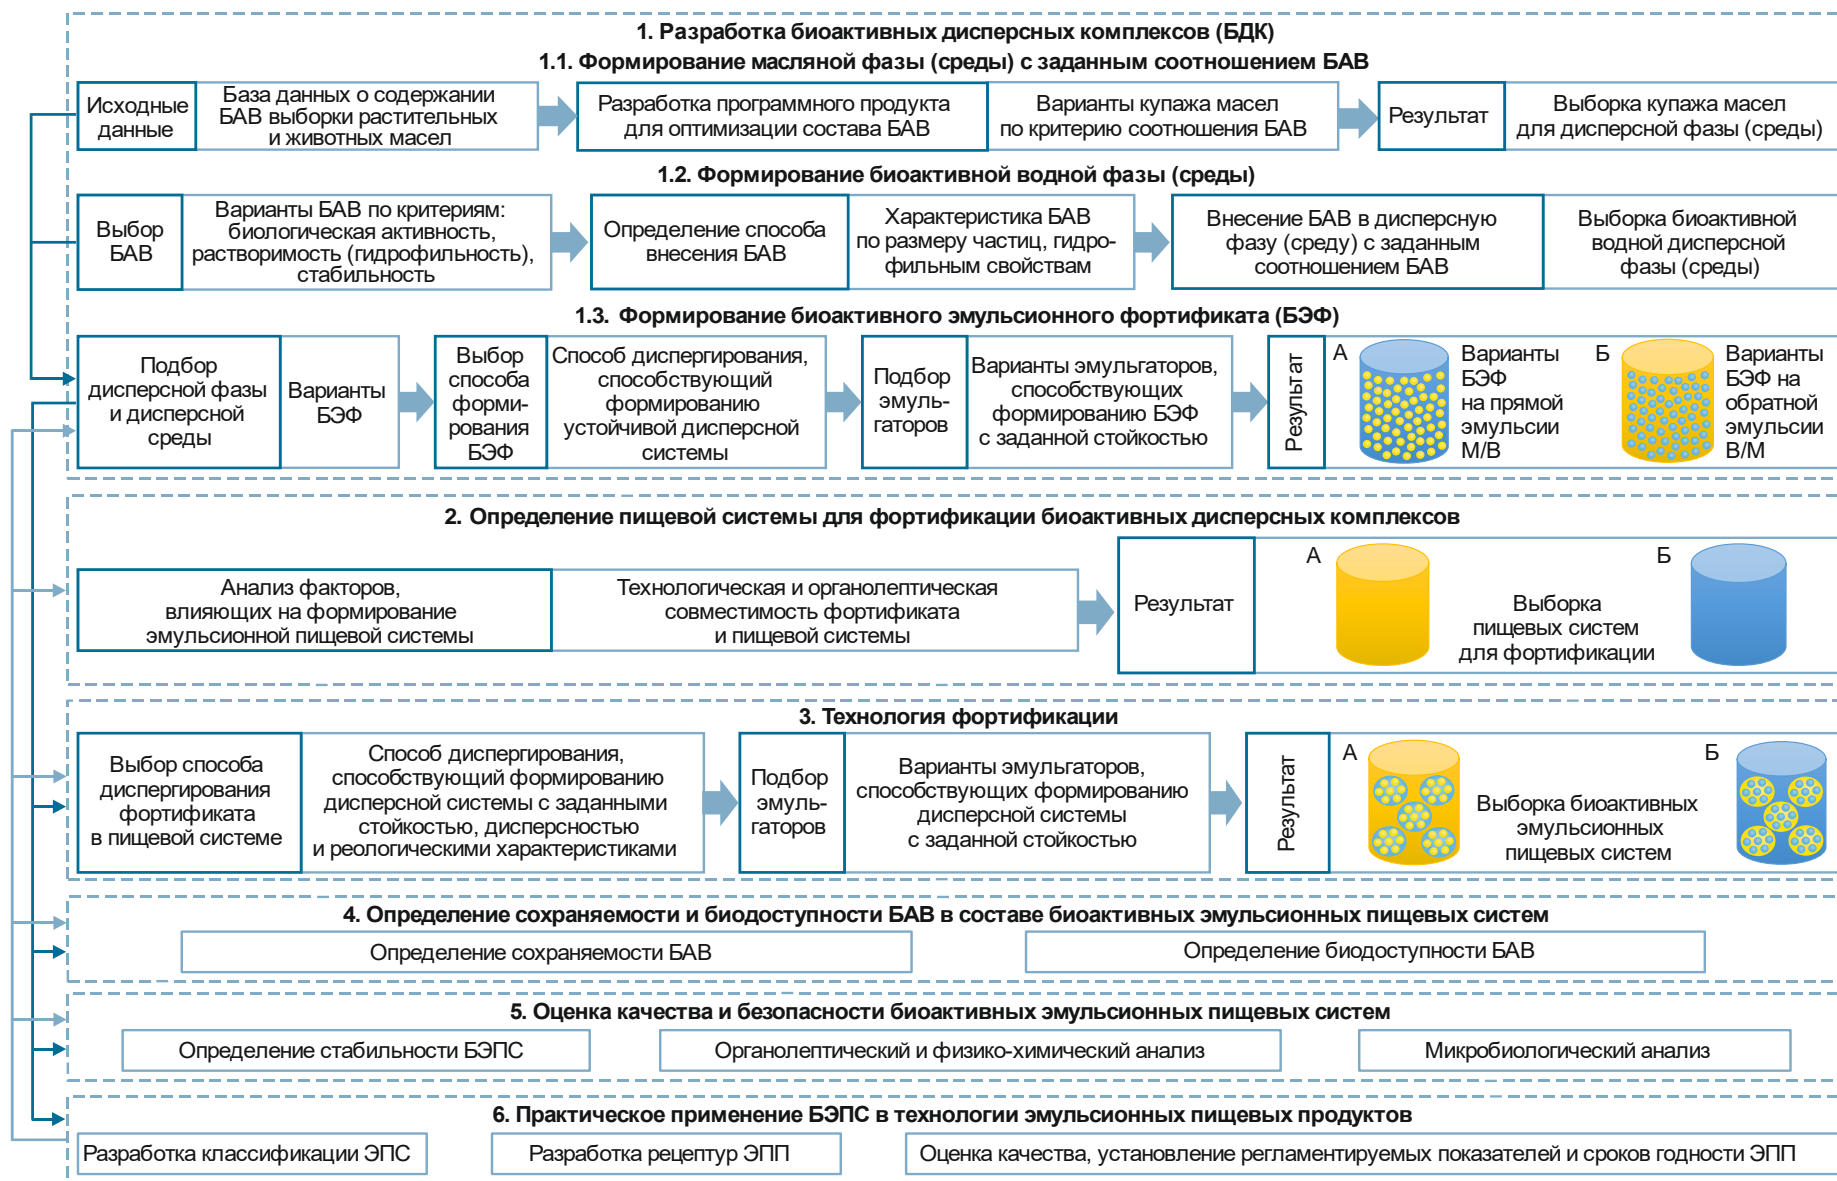 1. Разработка биоактивных дисперсных комплексов (БДК)
1.1. Формирование масляной фазы (среды) с заданным соотношением БАВ
Исходные
данные
База данных о содержании
БАВ выборки растительных
и животных масел
Разработка программного продукта
для оптимизации состава БАВ
Варианты купажа масел
по критерию соотношения БАВ
Результат
Выборка купажа масел
для дисперсной фазы (среды)
1.2. Формирование биоактивной водной фазы (среды)
Выбор
БАВ
Варианты БАВ по критериям:
биологическая активность,
растворимость (гидрофильность),
стабильность
Определение способа
внесения БАВ
Характеристика БАВ
по размеру частиц, гидро-
фильным свойствам
Внесение БАВ в дисперсную
фазу (среду) с заданным
соотношением БАВ
Выборка биоактивной
водной дисперсной
фазы (среды)
1.3. Формирование биоактивного эмульсионного фортификата (БЭФ)
Подбор
дисперсной фазы
и дисперсной
среды
Варианты
БЭФ
Выбор
способа
форми-
рования
БЭФ
Способ диспергирования,
способствующий
формированию
устойчивой дисперсной
системы
Подбор
эмуль-
гаторов
Варианты эмульгаторов,
способствующих
формированию БЭФ
с заданной стойкостью
Результат
А
Варианты
БЭФ
на прямой
эмульсии
М/В
Б
Варианты
БЭФ на
обратной
эмульсии
В/М
2. Определение пищевой системы для фортификации биоактивных дисперсных комплексов
Анализ факторов,
влияющих на формирование
эмульсионной пищевой системы
Технологическая и органолептическая
совместимость фортификата
и пищевой системы
Результат
А
Выборка
пищевых систем
для фортификации
Б
3. Технология фортификации
Выбор способа
диспергирования
фортификата
в пищевой системе
Способ диспергирования,
способствующий формированию
дисперсной системы с заданными
стойкостью, дисперсностью
и реологическими характеристиками
Подбор
эмуль-
гаторов
Варианты эмульгаторов,
способствующих формированию
дисперсной системы
с заданной стойкостью
Результат
А
Выборка биоактивных
эмульсионных
пищевых систем
Б
4. Определение сохраняемости и биодоступности БАВ в составе биоактивных эмульсионных пищевых систем
Определение сохраняемости БАВ
Определение биодоступности БАВ
5. Оценка качества и безопасности биоактивных эмульсионных пищевых систем
Определение стабильности БЭПС
Органолептический и физико-химический анализ
Микробиологический анализ
6. Практическое применение БЭПС в технологии эмульсионных пищевых продуктов
Разработка классификации ЭПС
Разработка рецептур ЭПП
Оценка качества, установление регламентируемых показателей и сроков годности ЭПП